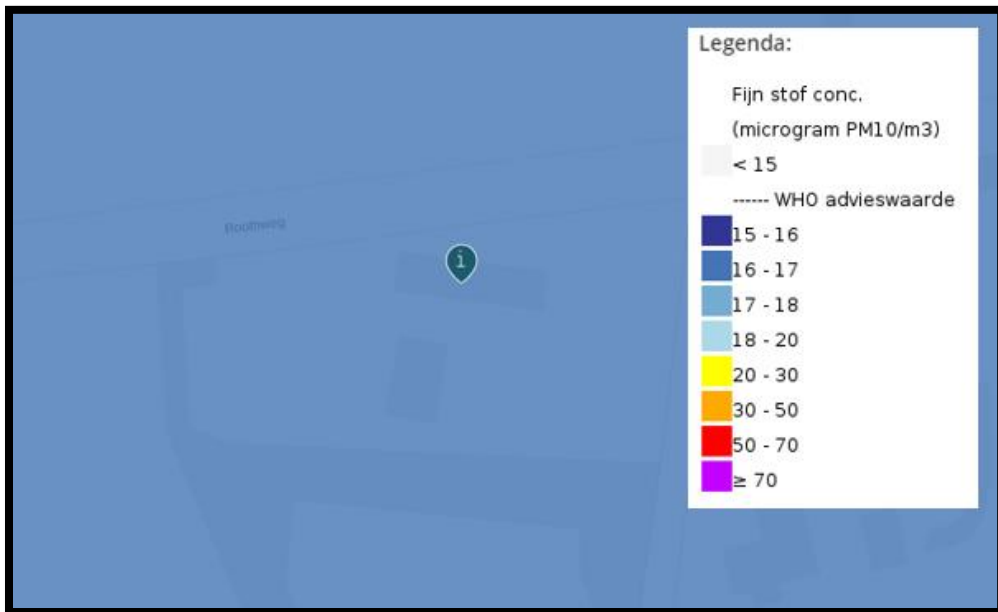 Legenda:
Fijn stof conc.
(microgram PM10/m3)
< 15
------ WHO advieswaarde
15 - 16
16 - 17
17 - 18
18 - 20
20 - 30
30 - 50
50 - 70
≥ 70
i